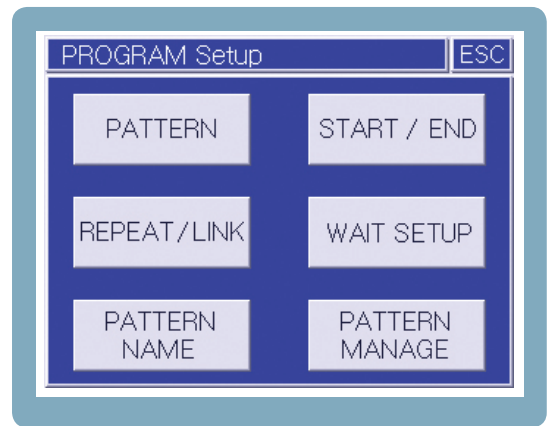 PROGRAM Setup ESC
PATTERN START / END
REPEAT/LINK WAIT SETUP
PATTERN
NAME
PATTERN
MANAGE